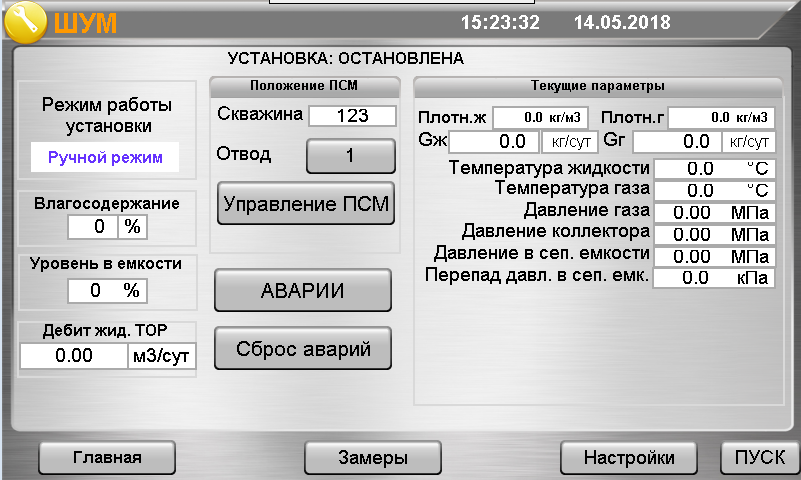 ШУМ
15:23:32 14.05.2018
УСТАНОВКА: ОСТАНОВЛЕНА
Режим работы
установки
Ручной режим
Влагосодержание
0 %
Уровень в емкости
0 %
Дебит жид. ТОР
0.00 м3/сут
Положение ПСМ
Скважина 123
Отвод 1
Управление ПСМ
АВАРИИ
Сброс аварий
Текущие параметры
Плотн.ж 0.0 кг/м3 Плотн.г 0.0 кг/м3
Gж 0.0 кг/сут Gг 0.0 кг/сут
Температура жидкости 0.0 °C
Температура газа 0.0 °C
Давление газа 0.00 МПа
Давление коллектора 0.00 МПа
Давление в сеп. емкости 0.00 МПа
Перепад давл. в сеп. емк. 0.0 кПа
Главная Замеры Настройки ПУСК